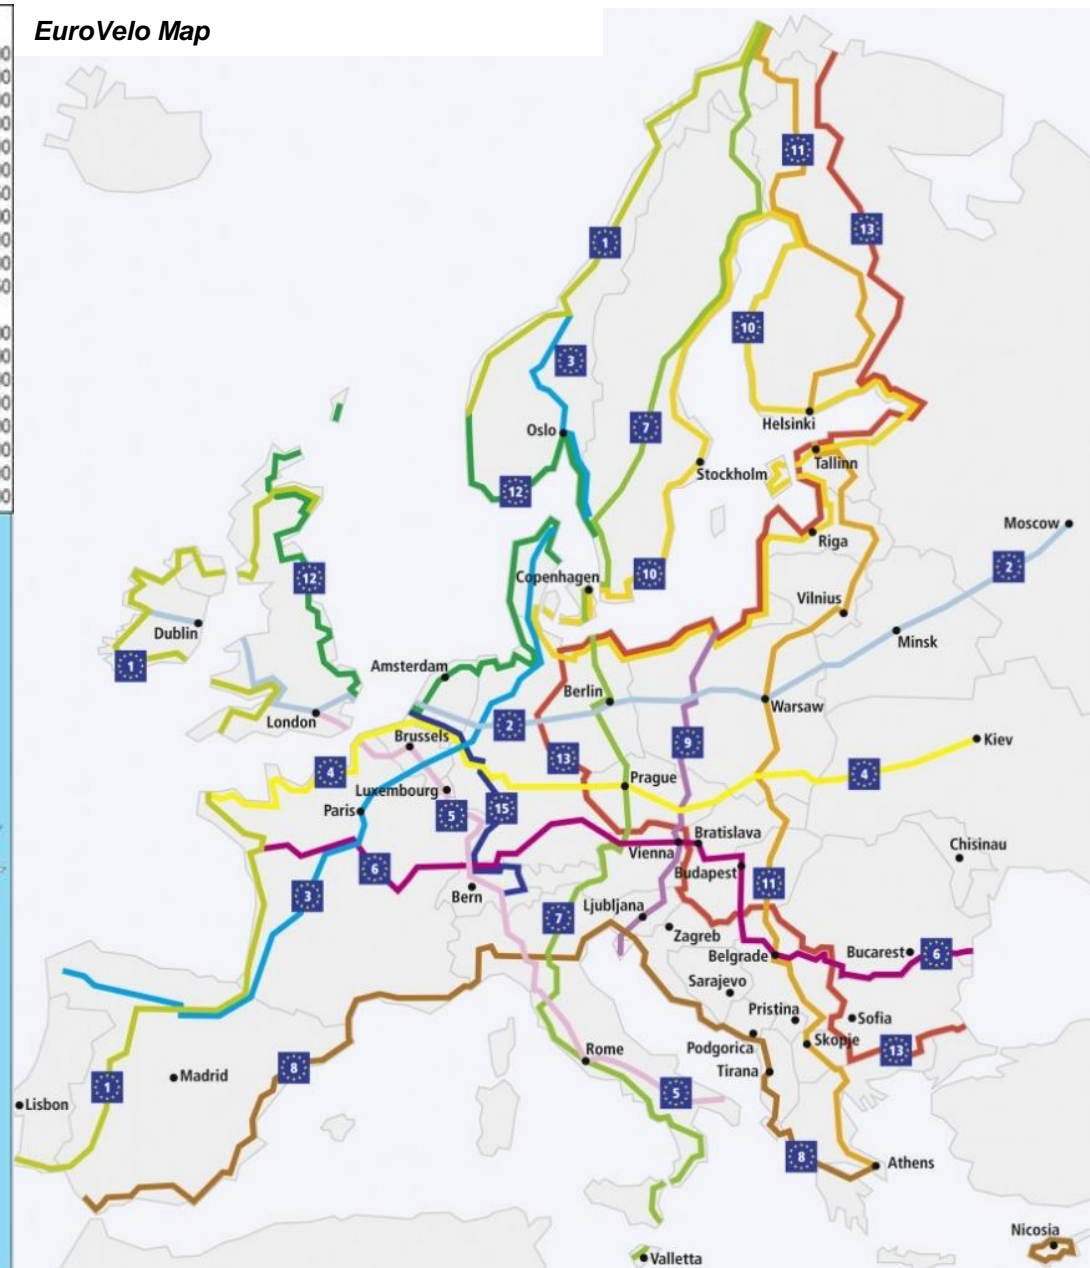 EuroVelo Map
11
13
1
10
3
Helsinki
7
Oslo
Tallinn
Stockholm
12
Moscow
Riga
2
12
Copenhagen
10
Vilnius
Dublin
Minsk
1
Amsterdam
Berlin
Warsaw
London
2
Brussels
9
Kiev
13
4
4
Prague
Luxembourg
15
Paris
5
Bratislava
Chisinau
Vienna
6
Budapest
11
Bern
3
Ljubljana
7
Zagreb
Belgrade
Bucarest
6
Sarajevo
Pristina
Sofia
Skopje
Podgorica
13
Rome
8
Tirana
Madrid
1
5
Lisbon
8
Athens
Nicosia
Valletta